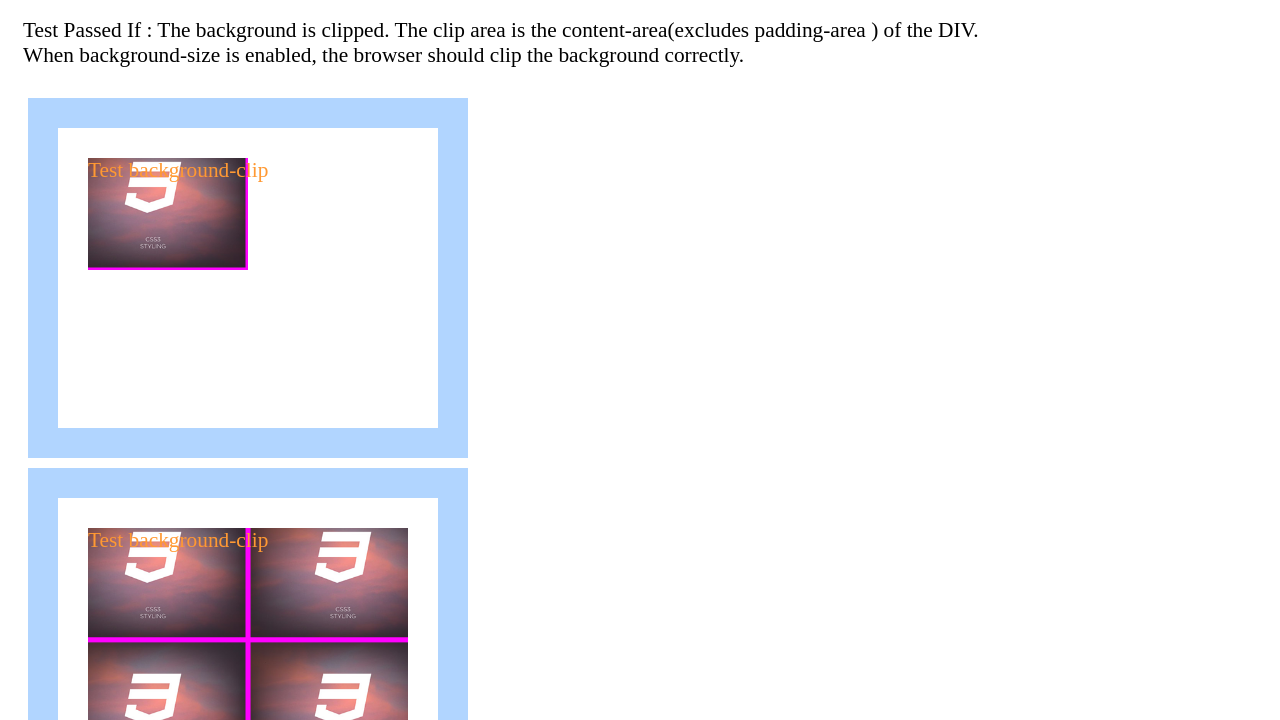 Test Passed If : The background is clipped. The clip area is the content-area(excludes padding-area ) of the DIV.
When background-size is enabled, the browser should clip the background correctly.
Test background-clip
CSS3
STYLING
Test background-clip
CSS3
STYLING
CSS3
STYLING